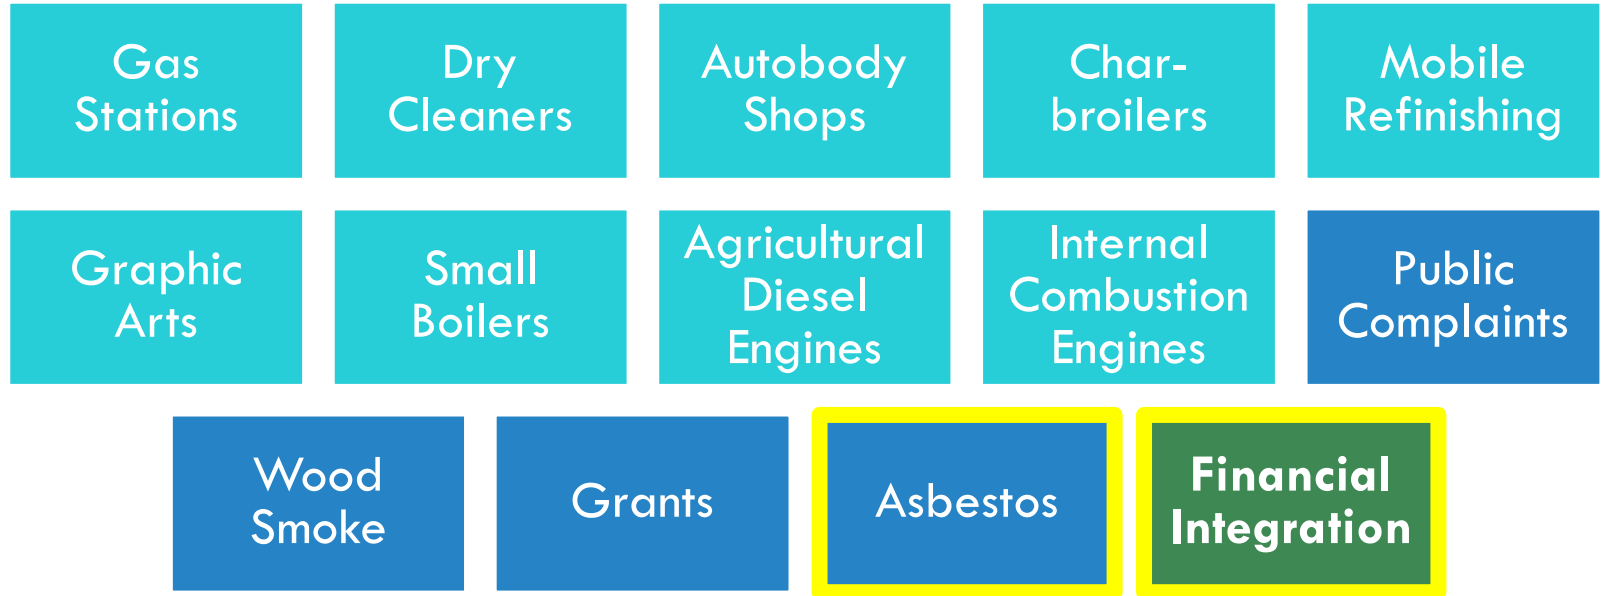 Gas
Stations
Dry
Cleaners
Autobody
Shops
Char-
broilers
Mobile
Refinishing
Graphic
Arts
Small
Boilers
Agricultural
Diesel
Engines
Internal
Combustion
Engines
Public
Complaints
Wood
Smoke
Grants
Asbestos
Financial
Integration